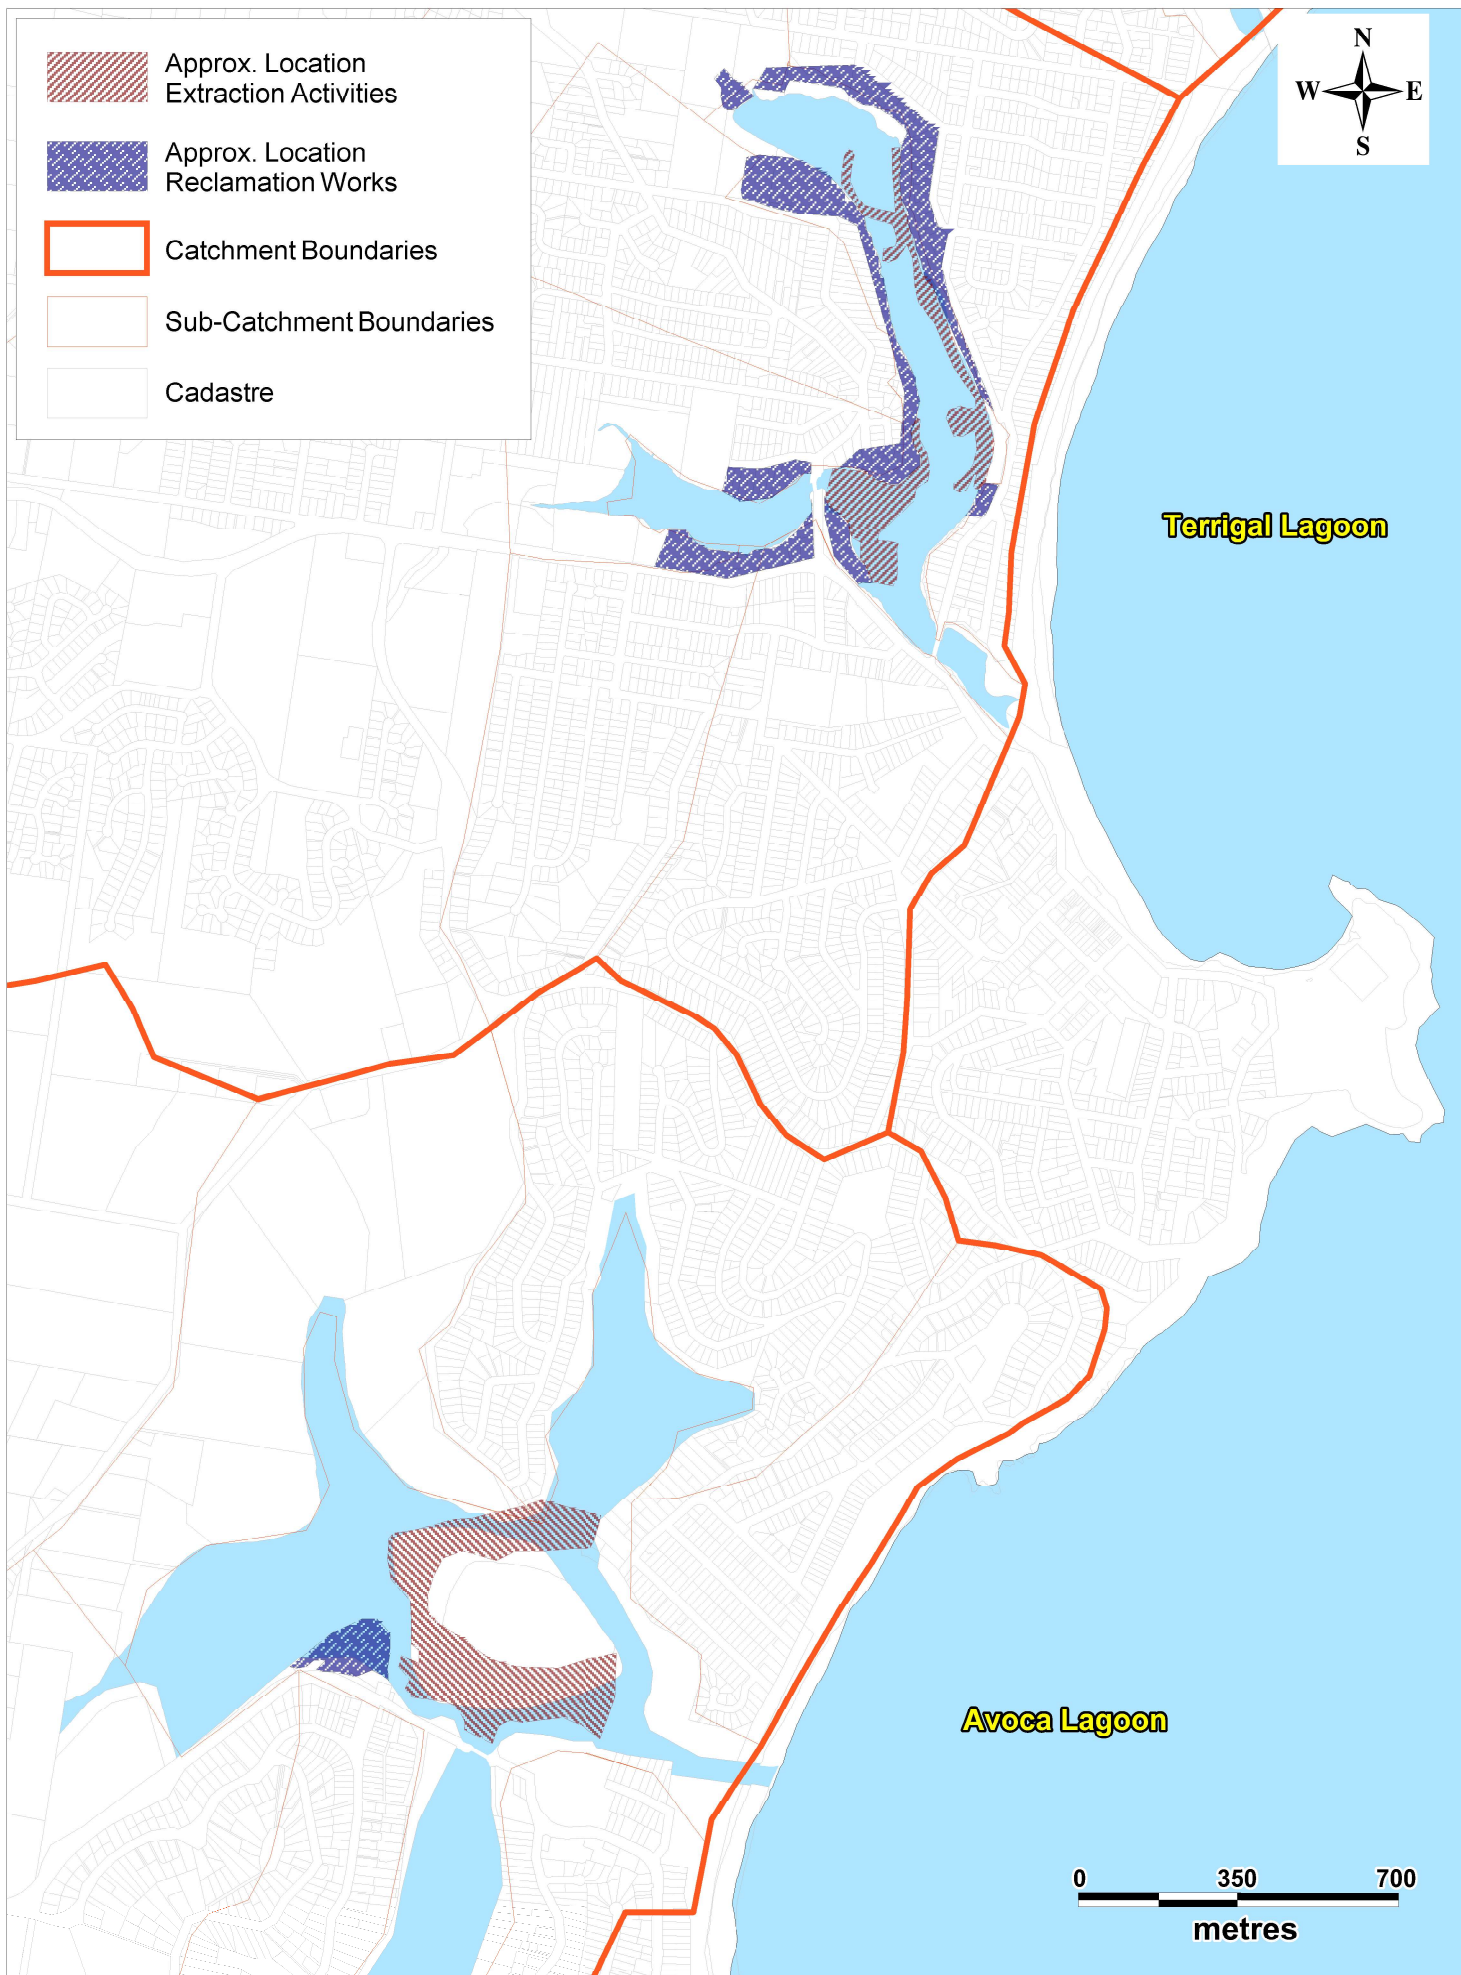 Approx. Location
Extraction Activities
Approx. Location
Reclamation Works
Catchment Boundaries
Sub-Catchment Boundaries
Cadastre
N
W E
S
Terrigal Lagoon
Avoca Lagoon
0 350 700
metres